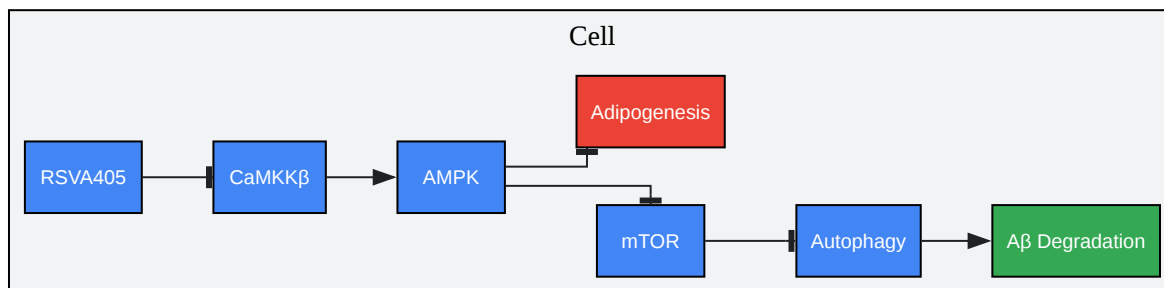 Cell
Adipogenesis
RSVA405
CaMKKβ
AMPK
mTOR
Autophagy
Aβ Degradation